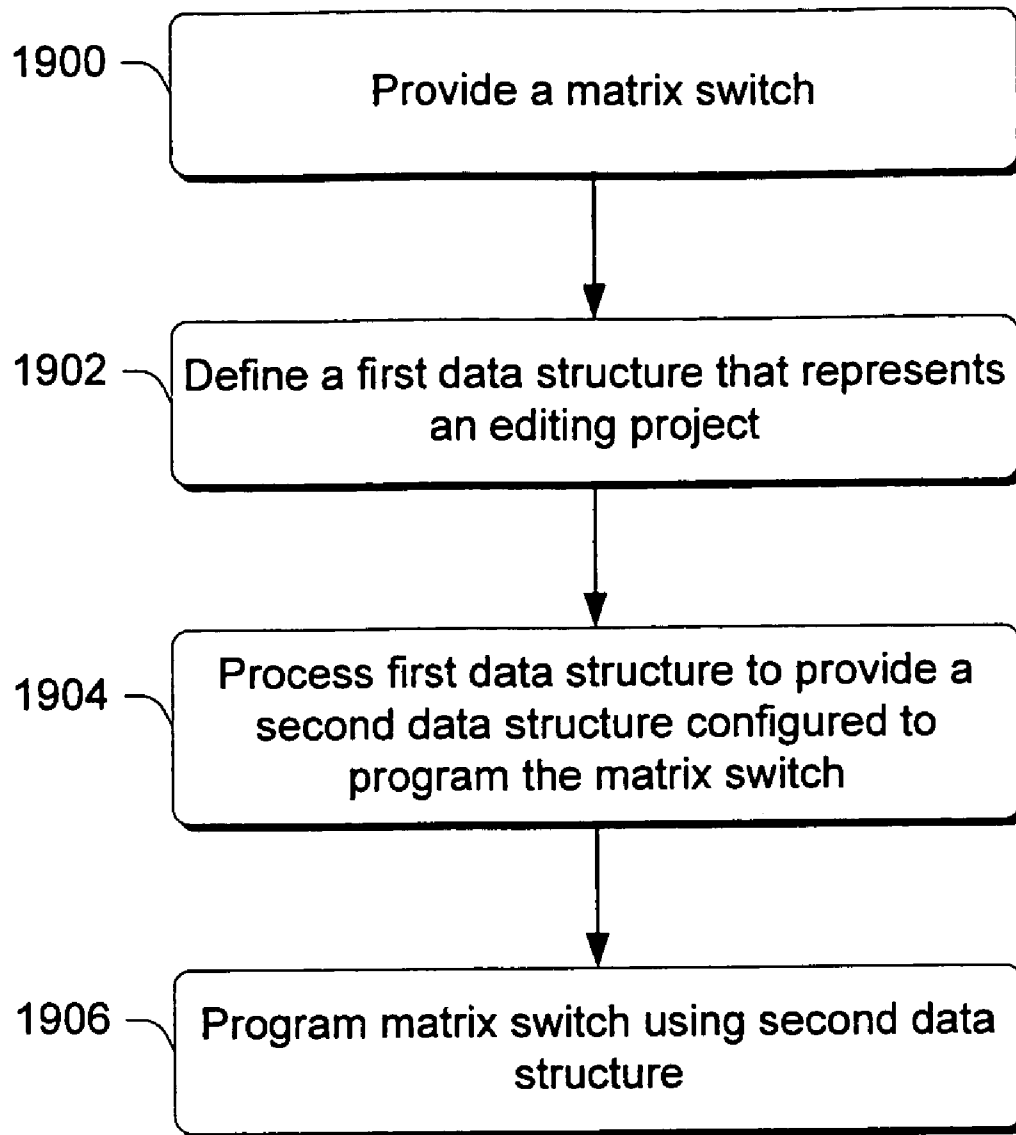 1900
Provide a matrix switch
1902
Define a first data structure that represents
an editing project
1904
Process first data structure to provide a
second data structure configured to
program the matrix switch
1906
Program matrix switch using second data
structure